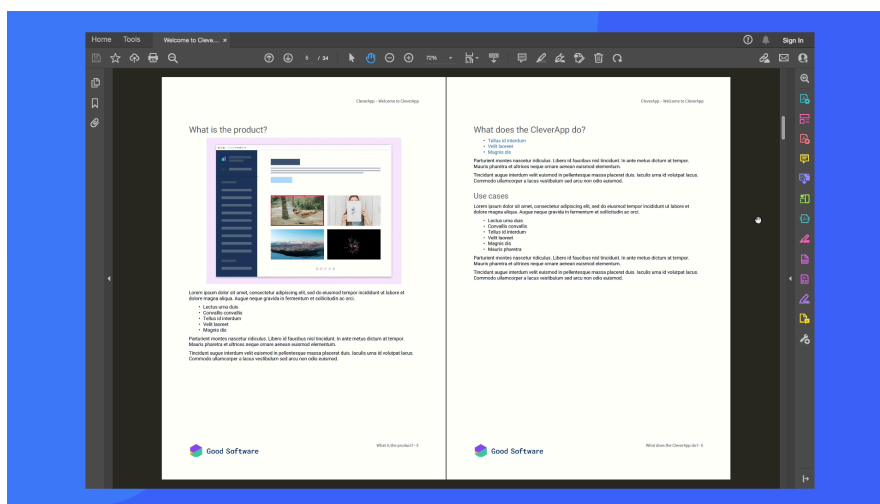 Home Tools Welcome to Cleve... × Sign In
5 / 34 72%
CleverApp - Welcome to CleverApp
What is the product?
Lorem ipsum dolor sit amet, consectetur adipiscing elit, sed do eiusmod tempor incididunt ut labore et
dolore magna aliqua. Augue neque gravida in fermentum et sollicitudin ac orci.
• Lectus urna duis
• Convallis convallis
• Tellus id interdum
• Velit laoreet
• Magnis dis
Parturient montes nascetur ridiculus. Libero id faucibus nisl tincidunt. In ante metus dictum at tempor.
Mauris pharetra et ultrices neque ornare aenean euismod elementum.
Tincidunt augue interdum velit euismod in pellentesque massa placerat duis. Iaculis urna id volutpat lacus.
Commodo ullamcorper a lacus vestibulum sed arcu non odio euismod.
Good Software
What is the product? - 5
CleverApp - Welcome to CleverApp
What does the CleverApp do?
• Tellus id interdum
• Velit laoreet
• Magnis dis
Parturient montes nascetur ridiculus. Libero id faucibus nisl tincidunt. In ante metus dictum at tempor.
Mauris pharetra et ultrices neque ornare aenean euismod elementum.
Tincidunt augue interdum velit euismod in pellentesque massa placerat duis. Iaculis urna id volutpat lacus.
Commodo ullamcorper a lacus vestibulum sed arcu non odio euismod.
Use cases
Lorem ipsum dolor sit amet, consectetur adipiscing elit, sed do eiusmod tempor incididunt ut labore et
dolore magna aliqua. Augue neque gravida in fermentum et sollicitudin ac orci.
• Lectus urna duis
• Convallis convallis
• Tellus id interdum
• Velit laoreet
• Magnis dis
• Mauris pharetra
Parturient montes nascetur ridiculus. Libero id faucibus nisl tincidunt. In ante metus dictum at tempor.
Mauris pharetra et ultrices neque ornare aenean euismod elementum.
Tincidunt augue interdum velit euismod in pellentesque massa placerat duis. Iaculis urna id volutpat lacus.
Commodo ullamcorper a lacus vestibulum sed arcu non odio euismod.
Good Software
What does the CleverApp do? - 6